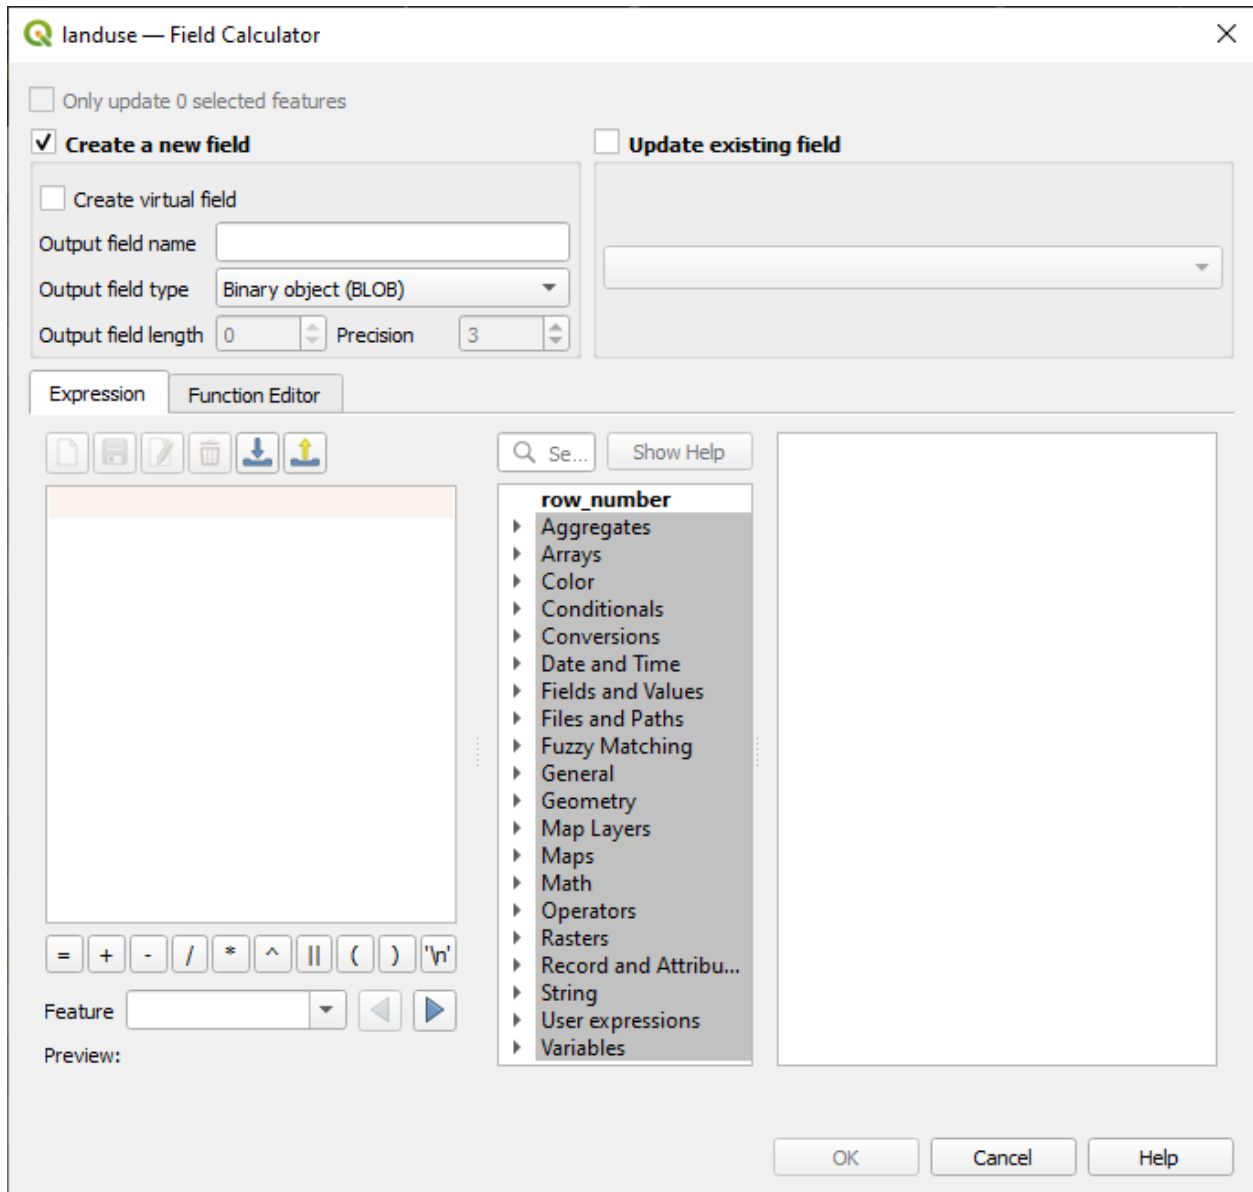 landuse — Field Calculator
Only update 0 selected features
Create a new field
Update existing field
Create virtual field
Output field name
Output field type Binary object (BLOB)
Output field length 0 Precision 3
Expression Function Editor
Se... Show Help
row_number
Aggregates
Arrays
Color
Conditionals
Conversions
Date and Time
Fields and Values
Files and Paths
Fuzzy Matching
General
Geometry
Map Layers
Maps
Math
Operators
Rasters
Record and Attribu...
String
User expressions
Variables
= + - / * ^ || ( ) '\n'
Feature
Preview:
OK Cancel Help